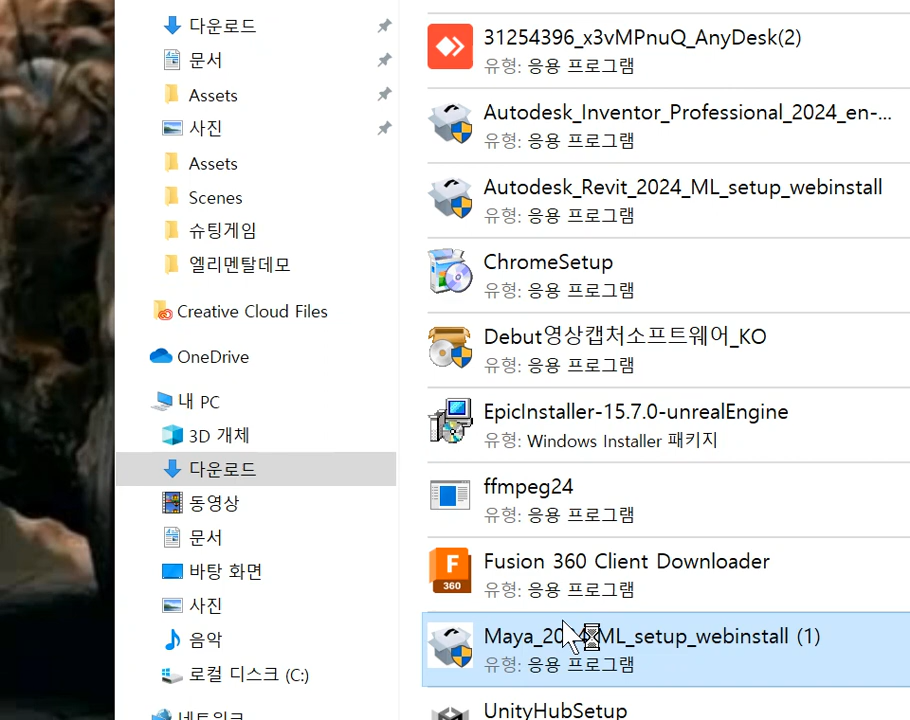 다운로드
문서
Assets
사진
Assets
Scenes
슈팅게임
엘리멘탈데모
Creative Cloud Files
OneDrive
내 PC
3D 개체
다운로드
동영상
문서
바탕 화면
사진
음악
로컬 디스크 (C:)
네트워크
31254396_x3vMPnuQ_AnyDesk(2)
유형: 응용 프로그램
Autodesk_Inventor_Professional_2024_en-...
유형: 응용 프로그램
Autodesk_Revit_2024_ML_setup_webinstall
유형: 응용 프로그램
ChromeSetup
유형: 응용 프로그램
Debut영상캡처소프트웨어_KO
유형: 응용 프로그램
EpicInstaller-15.7.0-unrealEngine
유형: Windows Installer 패키지
ffmpeg24
유형: 응용 프로그램
Fusion 360 Client Downloader
유형: 응용 프로그램
F
360
Maya_2024_ML_setup_webinstall (1)
유형: 응용 프로그램
UnityHubSetup